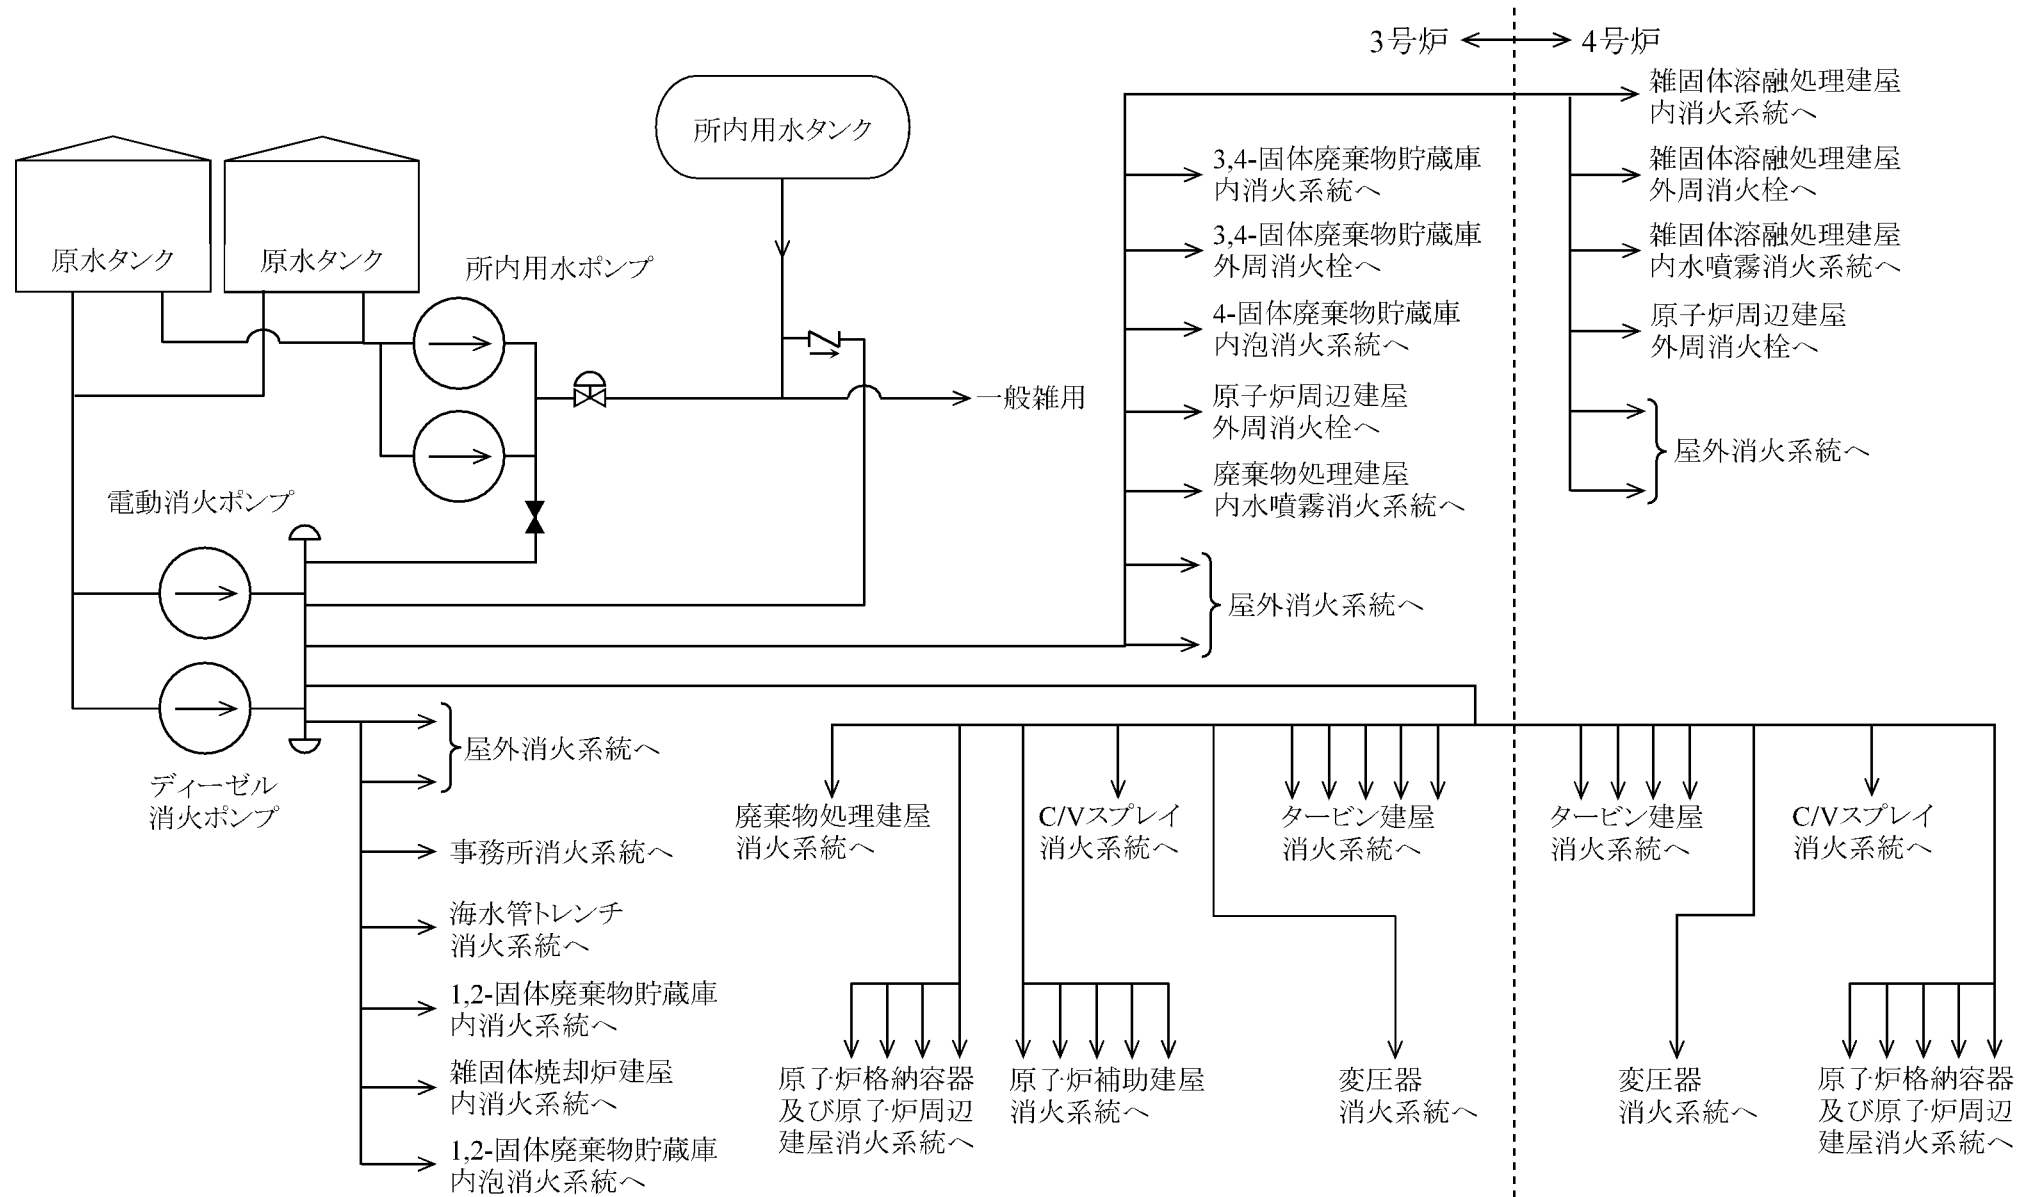 3号炉
4号炉
所内用水タンク
原水タンク
原水タンク
所内用水ポンプ
一般雑用
電動消火ポンプ
ディーゼル
消火ポンプ
3,4-固体廃棄物貯蔵庫
内消火系統へ
3,4-固体廃棄物貯蔵庫
外周消火栓へ
4-固体廃棄物貯蔵庫
内泡消火系統へ
原子炉周辺建屋
外周消火栓へ
廃棄物処理建屋
内水噴霧消火系統へ
屋外消火系統へ
雑固体溶融処理建屋
内消火系統へ
雑固体溶融処理建屋
外周消火栓へ
雑固体溶融処理建屋
内水噴霧消火系統へ
原子炉周辺建屋
外周消火栓へ
屋外消火系統へ
屋外消火系統へ
事務所消火系統へ
海水管トレンチ
消火系統へ
1,2-固体廃棄物貯蔵庫
内消火系統へ
雑固体焼却炉建屋
内消火系統へ
1,2-固体廃棄物貯蔵庫
内泡消火系統へ
廃棄物処理建屋
消火系統へ
C/Vスプレイ
消火系統へ
タービン建屋
消火系統へ
タービン建屋
消火系統へ
C/Vスプレイ
消火系統へ
原子炉格納容器
及び原子炉周辺
建屋消火系統へ
原子炉補助建屋
消火系統へ
変圧器
消火系統へ
変圧器
消火系統へ
原子炉格納容器
及び原子炉周辺
建屋消火系統へ